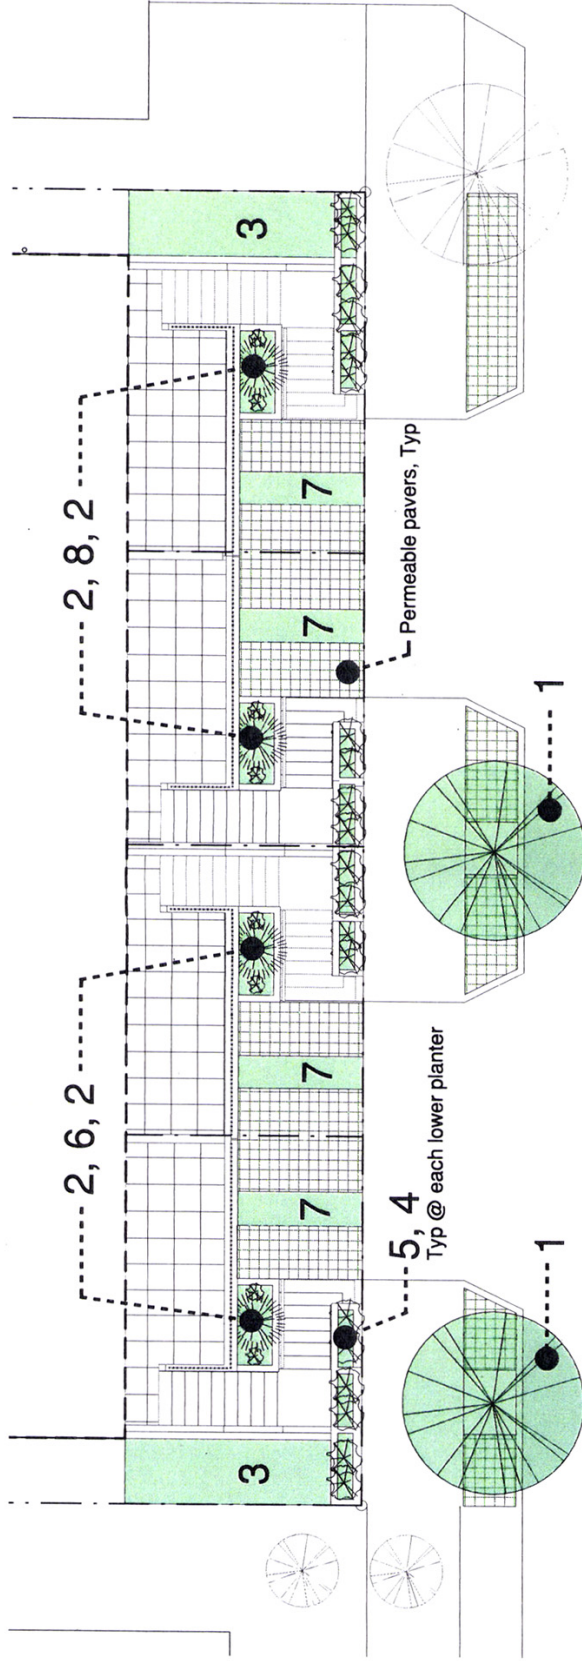 2, 6, 2
2, 8, 2
3
7
7
7
7
3
5, 4
Typ @ each lower planter
Permeable pavers, Typ
1
1